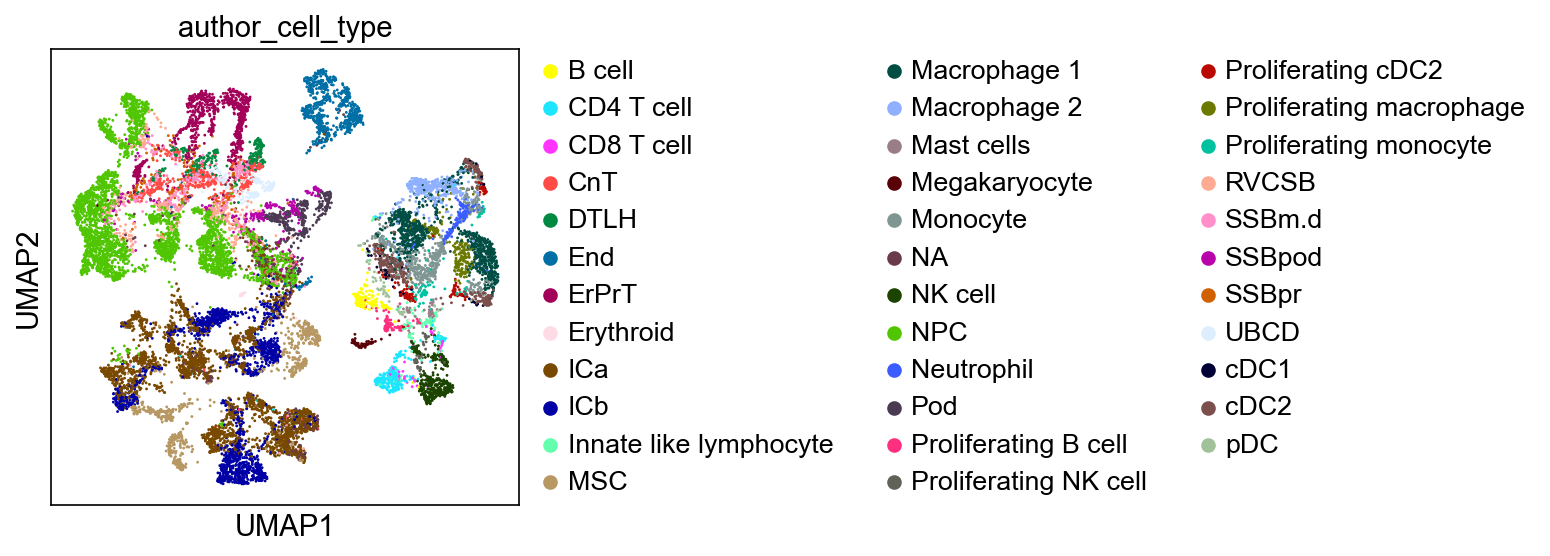 author_cell_type
UMAP2
UMAP1
B cell
CD4 T cell
CD8 T cell
CnT
DTLH
End
ErPrT
Erythroid
ICa
ICb
Innate like lymphocyte
MSC
Macrophage 1
Macrophage 2
Mast cells
Megakaryocyte
Monocyte
NA
NK cell
NPC
Neutrophil
Pod
Proliferating B cell
Proliferating NK cell
Proliferating cDC2
Proliferating macrophage
Proliferating monocyte
RVCSB
SSBm.d
SSBpod
SSBpr
UBCD
cDC1
cDC2
pDC